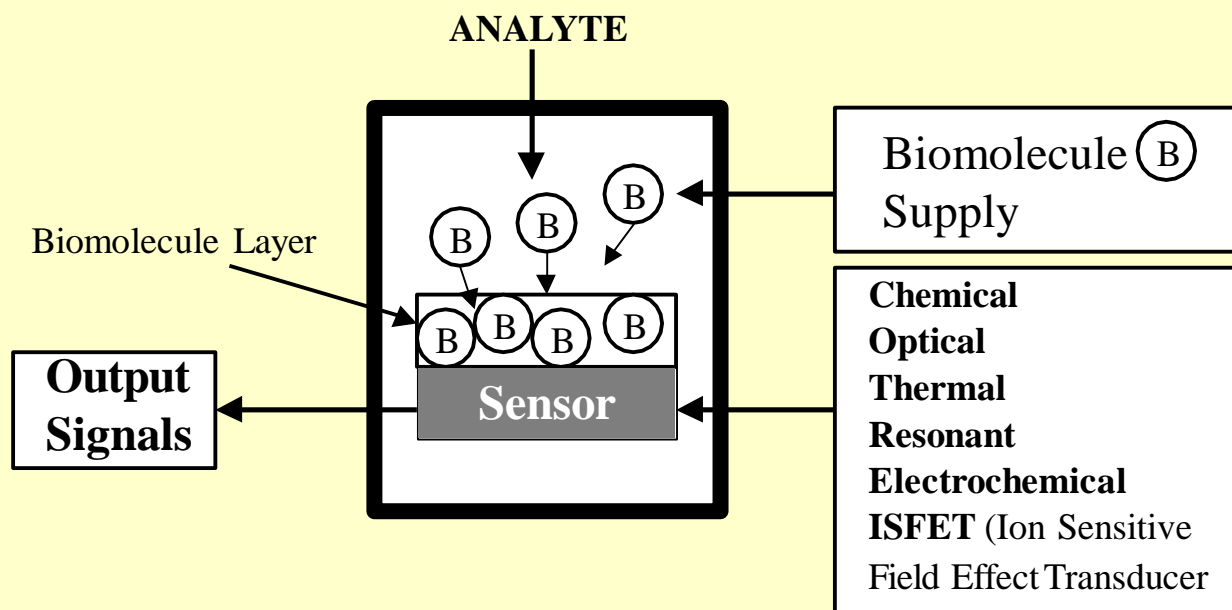 ANALYTE
Biomolecule B
Supply
B
B
B
Biomolecule Layer
B
B
B
B
Sensor
Output
Signals
Chemical
Optical
Thermal
Resonant
Electrochemical
ISFET (Ion Sensitive
Field Effect Transducer